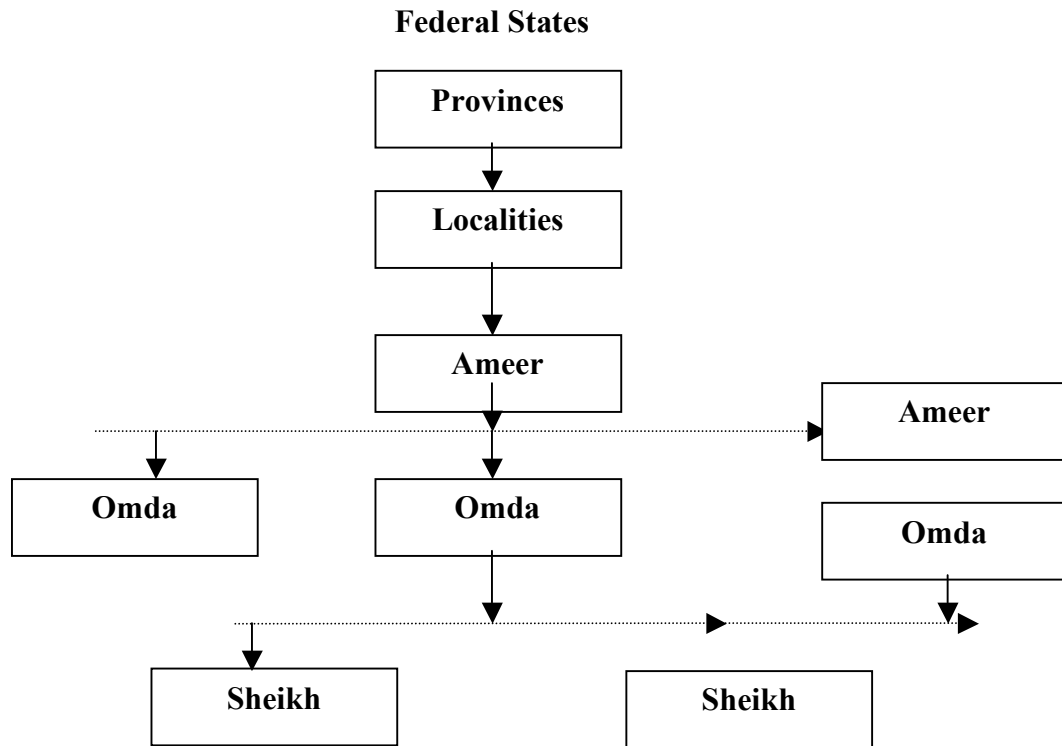 Federal States
Provinces
Localities
Ameer
Ameer
Omda
Omda
Omda
Sheikh
Sheikh